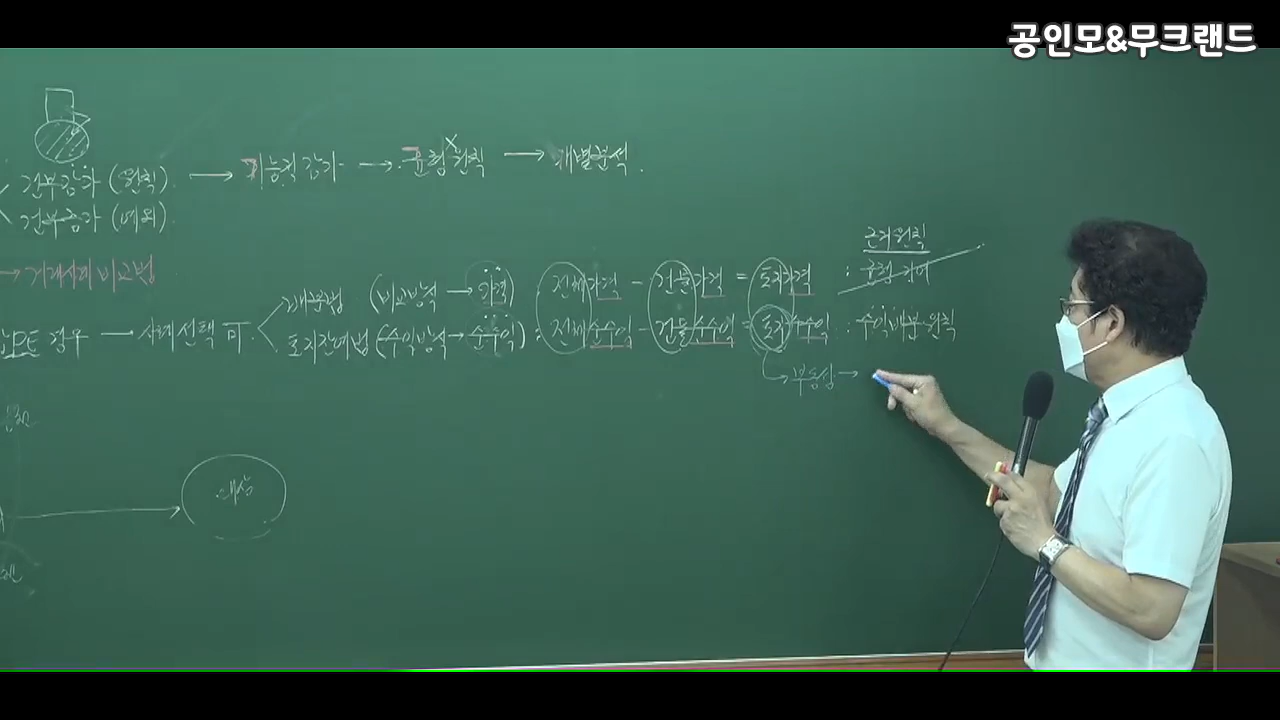 공인모&무크랜드
건부감가 (원칙) → 기능적 감가 → 균형원칙 → 개별분석.
건부증가 (예외)
→ 거래사례비교법
근거원칙
배분법 (비교방식 → 가격) : 전체가격 - 건물가격 = 토지가격 :
경우 → 사례선택 可 토지잔여법 (수익방식 → 순수익) : 전체순수익 - 건물순수익 = 토지순수익 : 수익배분원칙
부동성 →
대상